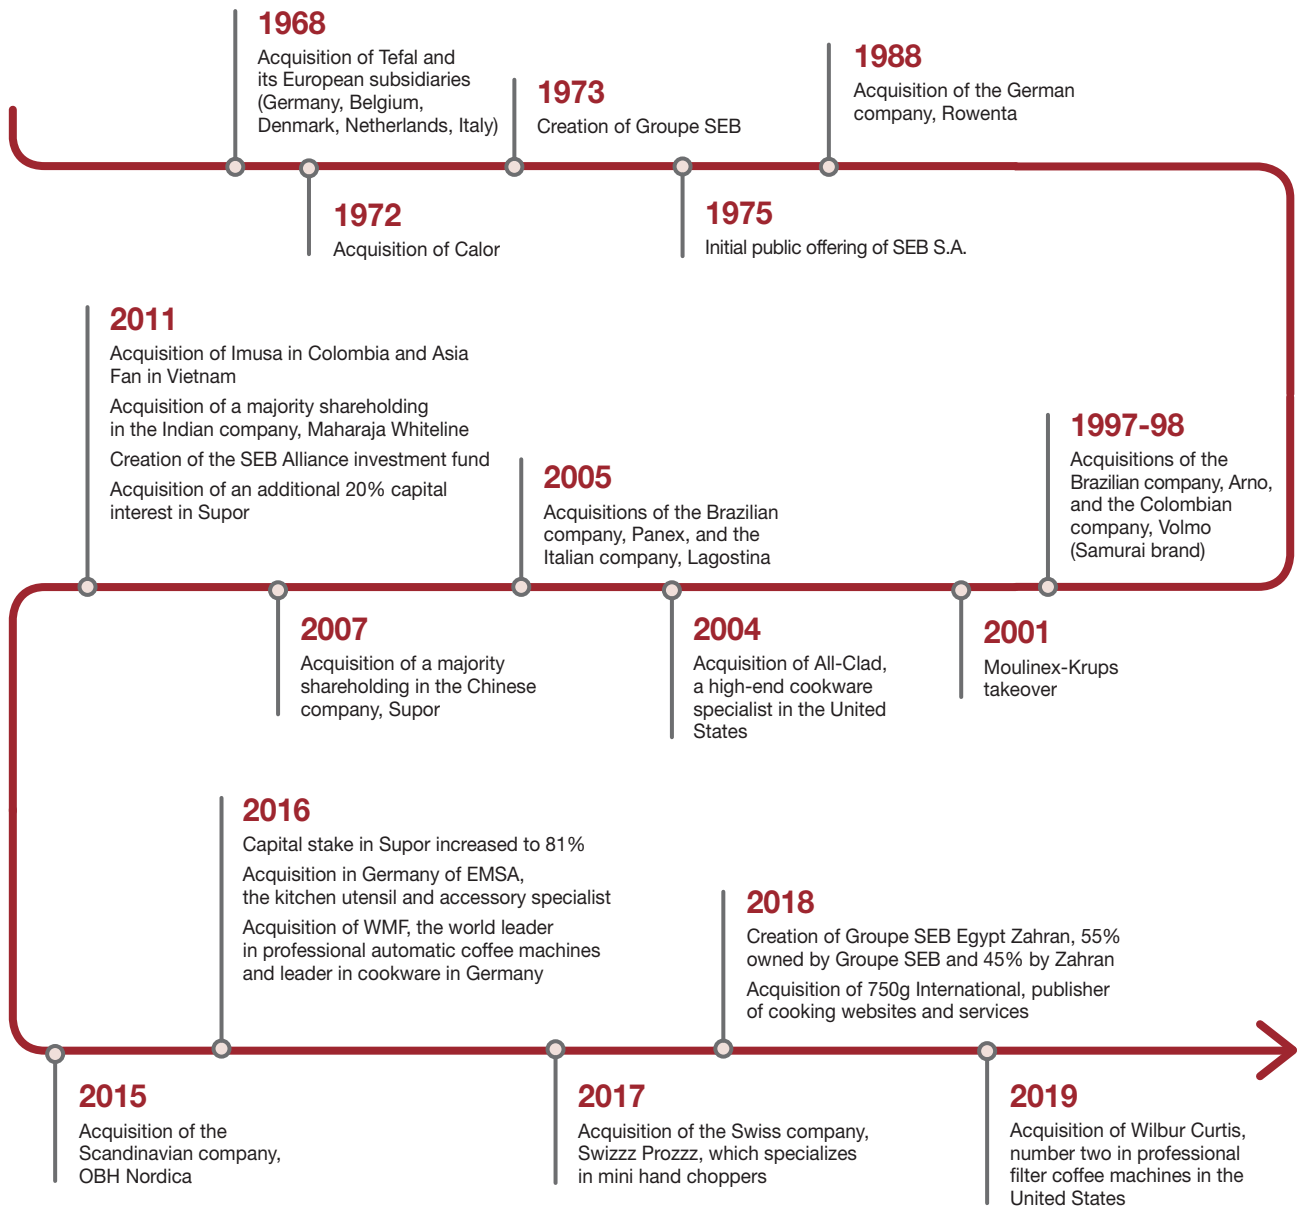 1968
Acquisition of Tefal and
its European subsidiaries
(Germany, Belgium,
Denmark, Netherlands, Italy)
1972
Acquisition of Calor
1973
Creation of Groupe SEB
1975
Initial public offering of SEB S.A.
1988
Acquisition of the German
company, Rowenta
1997-98
Acquisitions of the
Brazilian company, Arno,
and the Colombian
company, Volmo
(Samurai brand)
2001
Moulinex-Krups
takeover
2004
Acquisition of All-Clad,
a high-end cookware
specialist in the United
States
2005
Acquisitions of the Brazilian
company, Panex, and the
Italian company, Lagostina
2007
Acquisition of a majority
shareholding in the Chinese
company, Supor
2011
Acquisition of Imusa in Colombia and Asia
Fan in Vietnam
Acquisition of a majority shareholding
in the Indian company, Maharaja Whiteline
Creation of the SEB Alliance investment fund
Acquisition of an additional 20% capital
interest in Supor
2015
Acquisition of the
Scandinavian company,
OBH Nordica
2016
Capital stake in Supor increased to 81%
Acquisition in Germany of EMSA,
the kitchen utensil and accessory specialist
Acquisition of WMF, the world leader
in professional automatic coffee machines
and leader in cookware in Germany
2017
Acquisition of the Swiss company,
Swizzz Prozzz, which specializes
in mini hand choppers
2018
Creation of Groupe SEB Egypt Zahran, 55%
owned by Groupe SEB and 45% by Zahran
Acquisition of 750g International, publisher
of cooking websites and services
2019
Acquisition of Wilbur Curtis,
number two in professional
filter coffee machines in the
United States